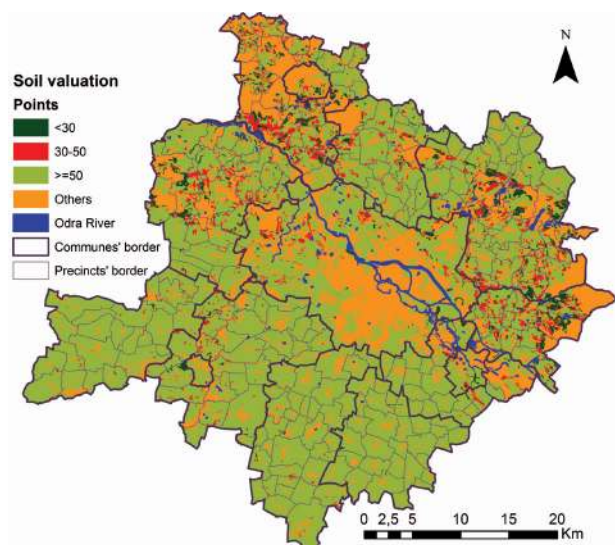 N
Soil valuation
Points
<30
30-50
>=50
Others
Odra River
Communes' border
Precincts' border
0 2,5 5 10 15 20
Km